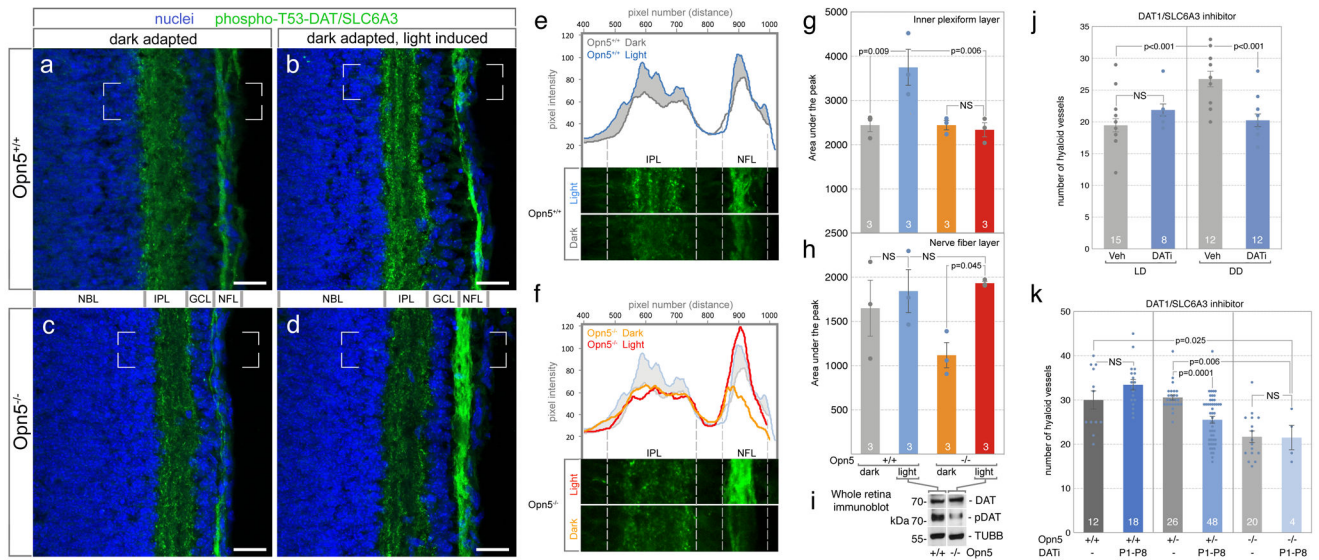 nuclei phospho-T53-DAT/SLC6A3
dark adapted
dark adapted, light induced
Opn5+/+
a
b
NBL IPL GCL NFL NBL IPL GCL NFL
Opn5-/-
c
d
e
pixel number (distance)
400 600 800 1000
pixel intensity
120
100
80
60
40
20
Opn5+/+ Dark
Opn5+/+ Light
IPL NFL
Opn5+/+
Light
Dark
f
pixel number (distance)
400 600 800 1000
pixel intensity
120
100
80
60
40
20
Opn5-/- Dark
Opn5-/- Light
IPL NFL
Opn5-/-
Light
Dark
g
Inner plexiform layer
Area under the peak
5000
4500
4000
3500
3000
2500
p=0.009 p=0.006
NS
3 3 3 3
h
Nerve fiber layer
Area under the peak
2000
1500
1000
500
0
NS NS
p=0.045
3 3 3 3
Opn5 +/+ -/-
dark light dark light
i
Whole retina
immunoblot
kDa
70-
70-
55-
- DAT
- pDAT
- TUBB
+/+ -/- Opn5
j
DAT1/SLC6A3 inhibitor
number of hyaloid vessels
35
30
25
20
15
10
5
0
p<0.001 p<0.001
NS
15 8 12 12
Veh DATi Veh DATi
LD DD
k
DAT1/SLC6A3 inhibitor
number of hyaloid vessels
50
40
30
20
10
0
p=0.025
p=0.006
NS p=0.0001
NS
12 18 26 48 20 4
Opn5 +/+ +/+ +/- +/- -/- -/-
DATi - P1-P8 - P1-P8 - P1-P8